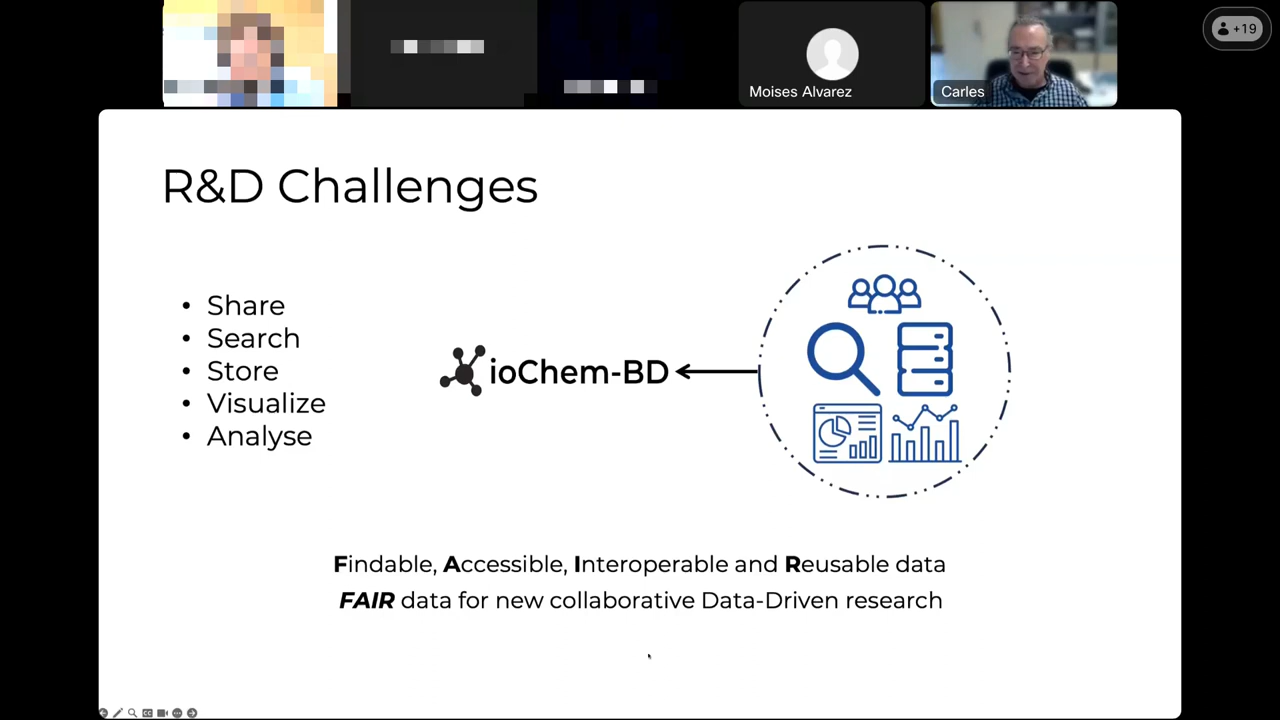 +19
Moises Alvarez
Carles
R&D Challenges
• Share
• Search
• Store
• Visualize
• Analyse
ioChem-BD
Findable, Accessible, Interoperable and Reusable data
FAIR data for new collaborative Data-Driven research